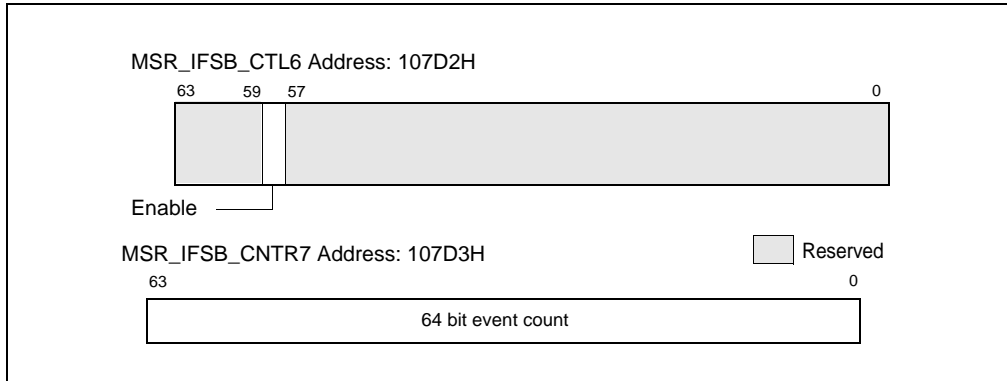 MSR_IFSB_CTL6 Address: 107D2H
63 59 57 0
Enable
MSR_IFSB_CNTR7 Address: 107D3H
Reserved
63 0
64 bit event count